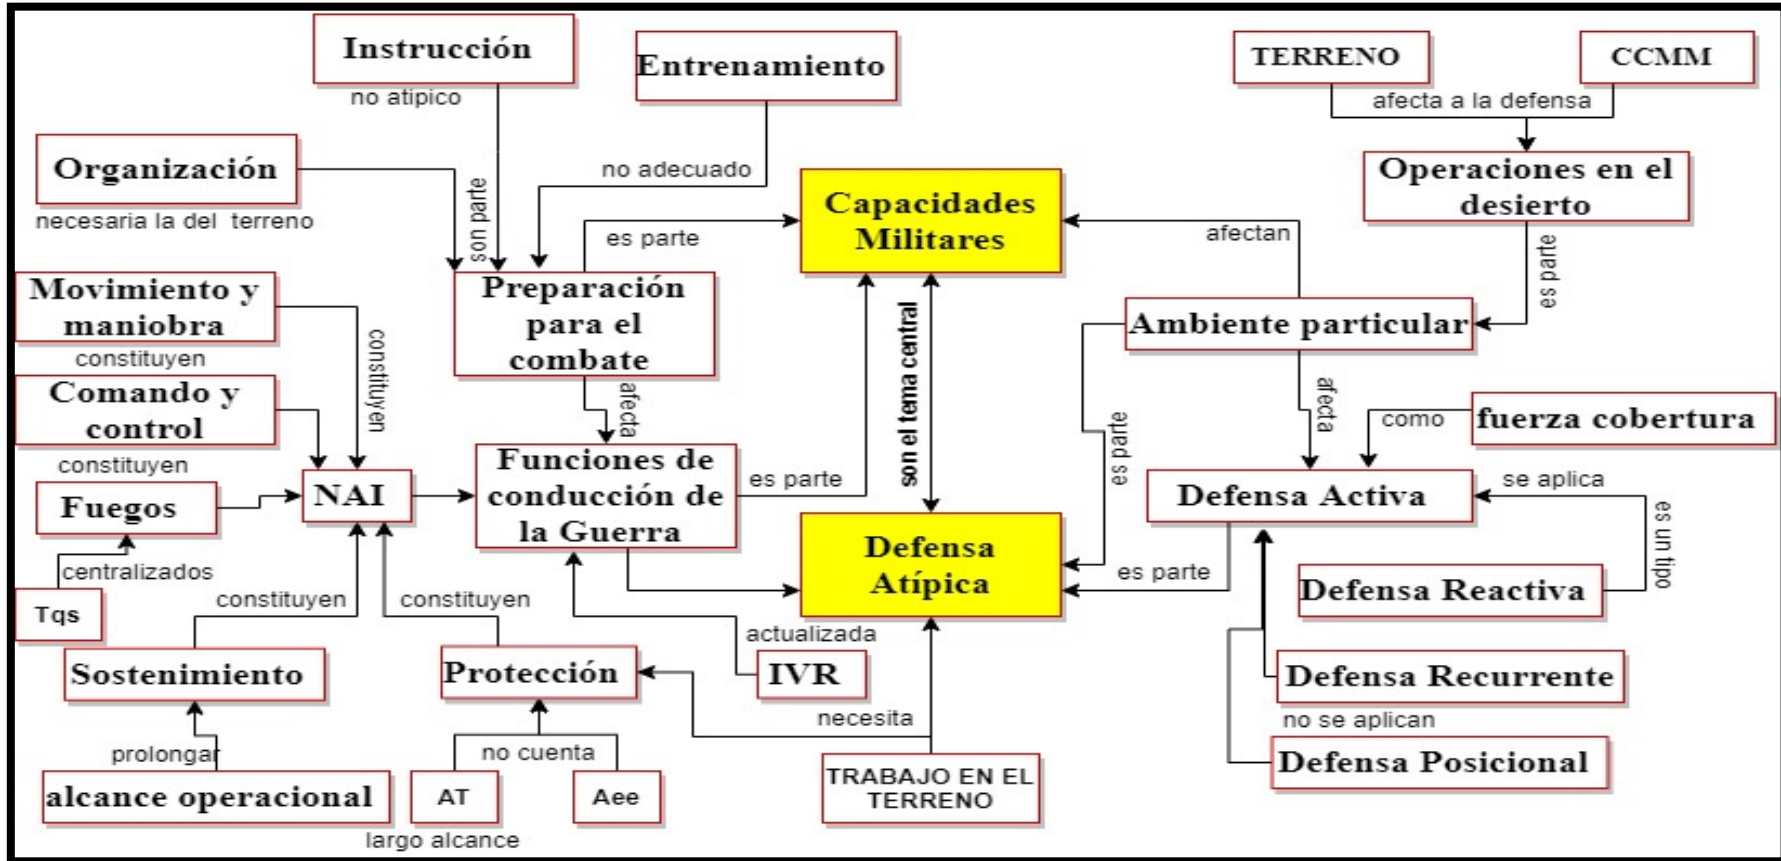 Instrucción
no atipico
Entrenamiento
TERRENO
CCMM
afecta a la defensa
Organización
necesaria la del terreno
son parte
no adecuado
es parte
Capacidades
Militares
afectan
Operaciones en el
desierto
es parte
Movimiento y
maniobra
constituyen
constituyen
Preparación
para el
combate
afecta
son el tema central
Ambiente particular
es parte
afecta
Comando y
control
constituyen
como
fuerza cobertura
Fuegos
NAI
Funciones de
conducción de
la Guerra
es parte
Defensa Activa
se aplica
es un tipo
Tqs
centralizados
constituyen
constituyen
Defensa
Atípica
es parte
Defensa Reactiva
Sostenimiento
Protección
actualizada
IVR
Defensa Recurrente
no se aplican
Defensa Posicional
prolongar
alcance operacional
no cuenta
AT
Aee
largo alcance
necesita
TRABAJO EN EL
TERRENO